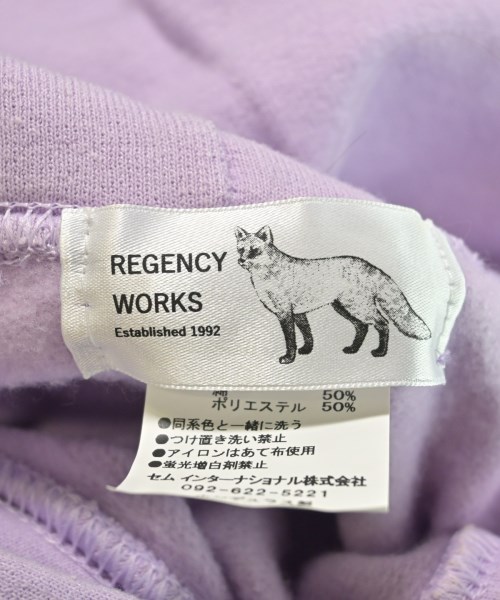 REGENCY
WORKS
Established 1992
綿 50%
ポリエステル 50%
●同系色と一緒に洗う
●つけ置き洗い禁止
●アイロンはあて布使用
●蛍光増白剤禁止
セム インターナショナル株式会社
092-622-5221